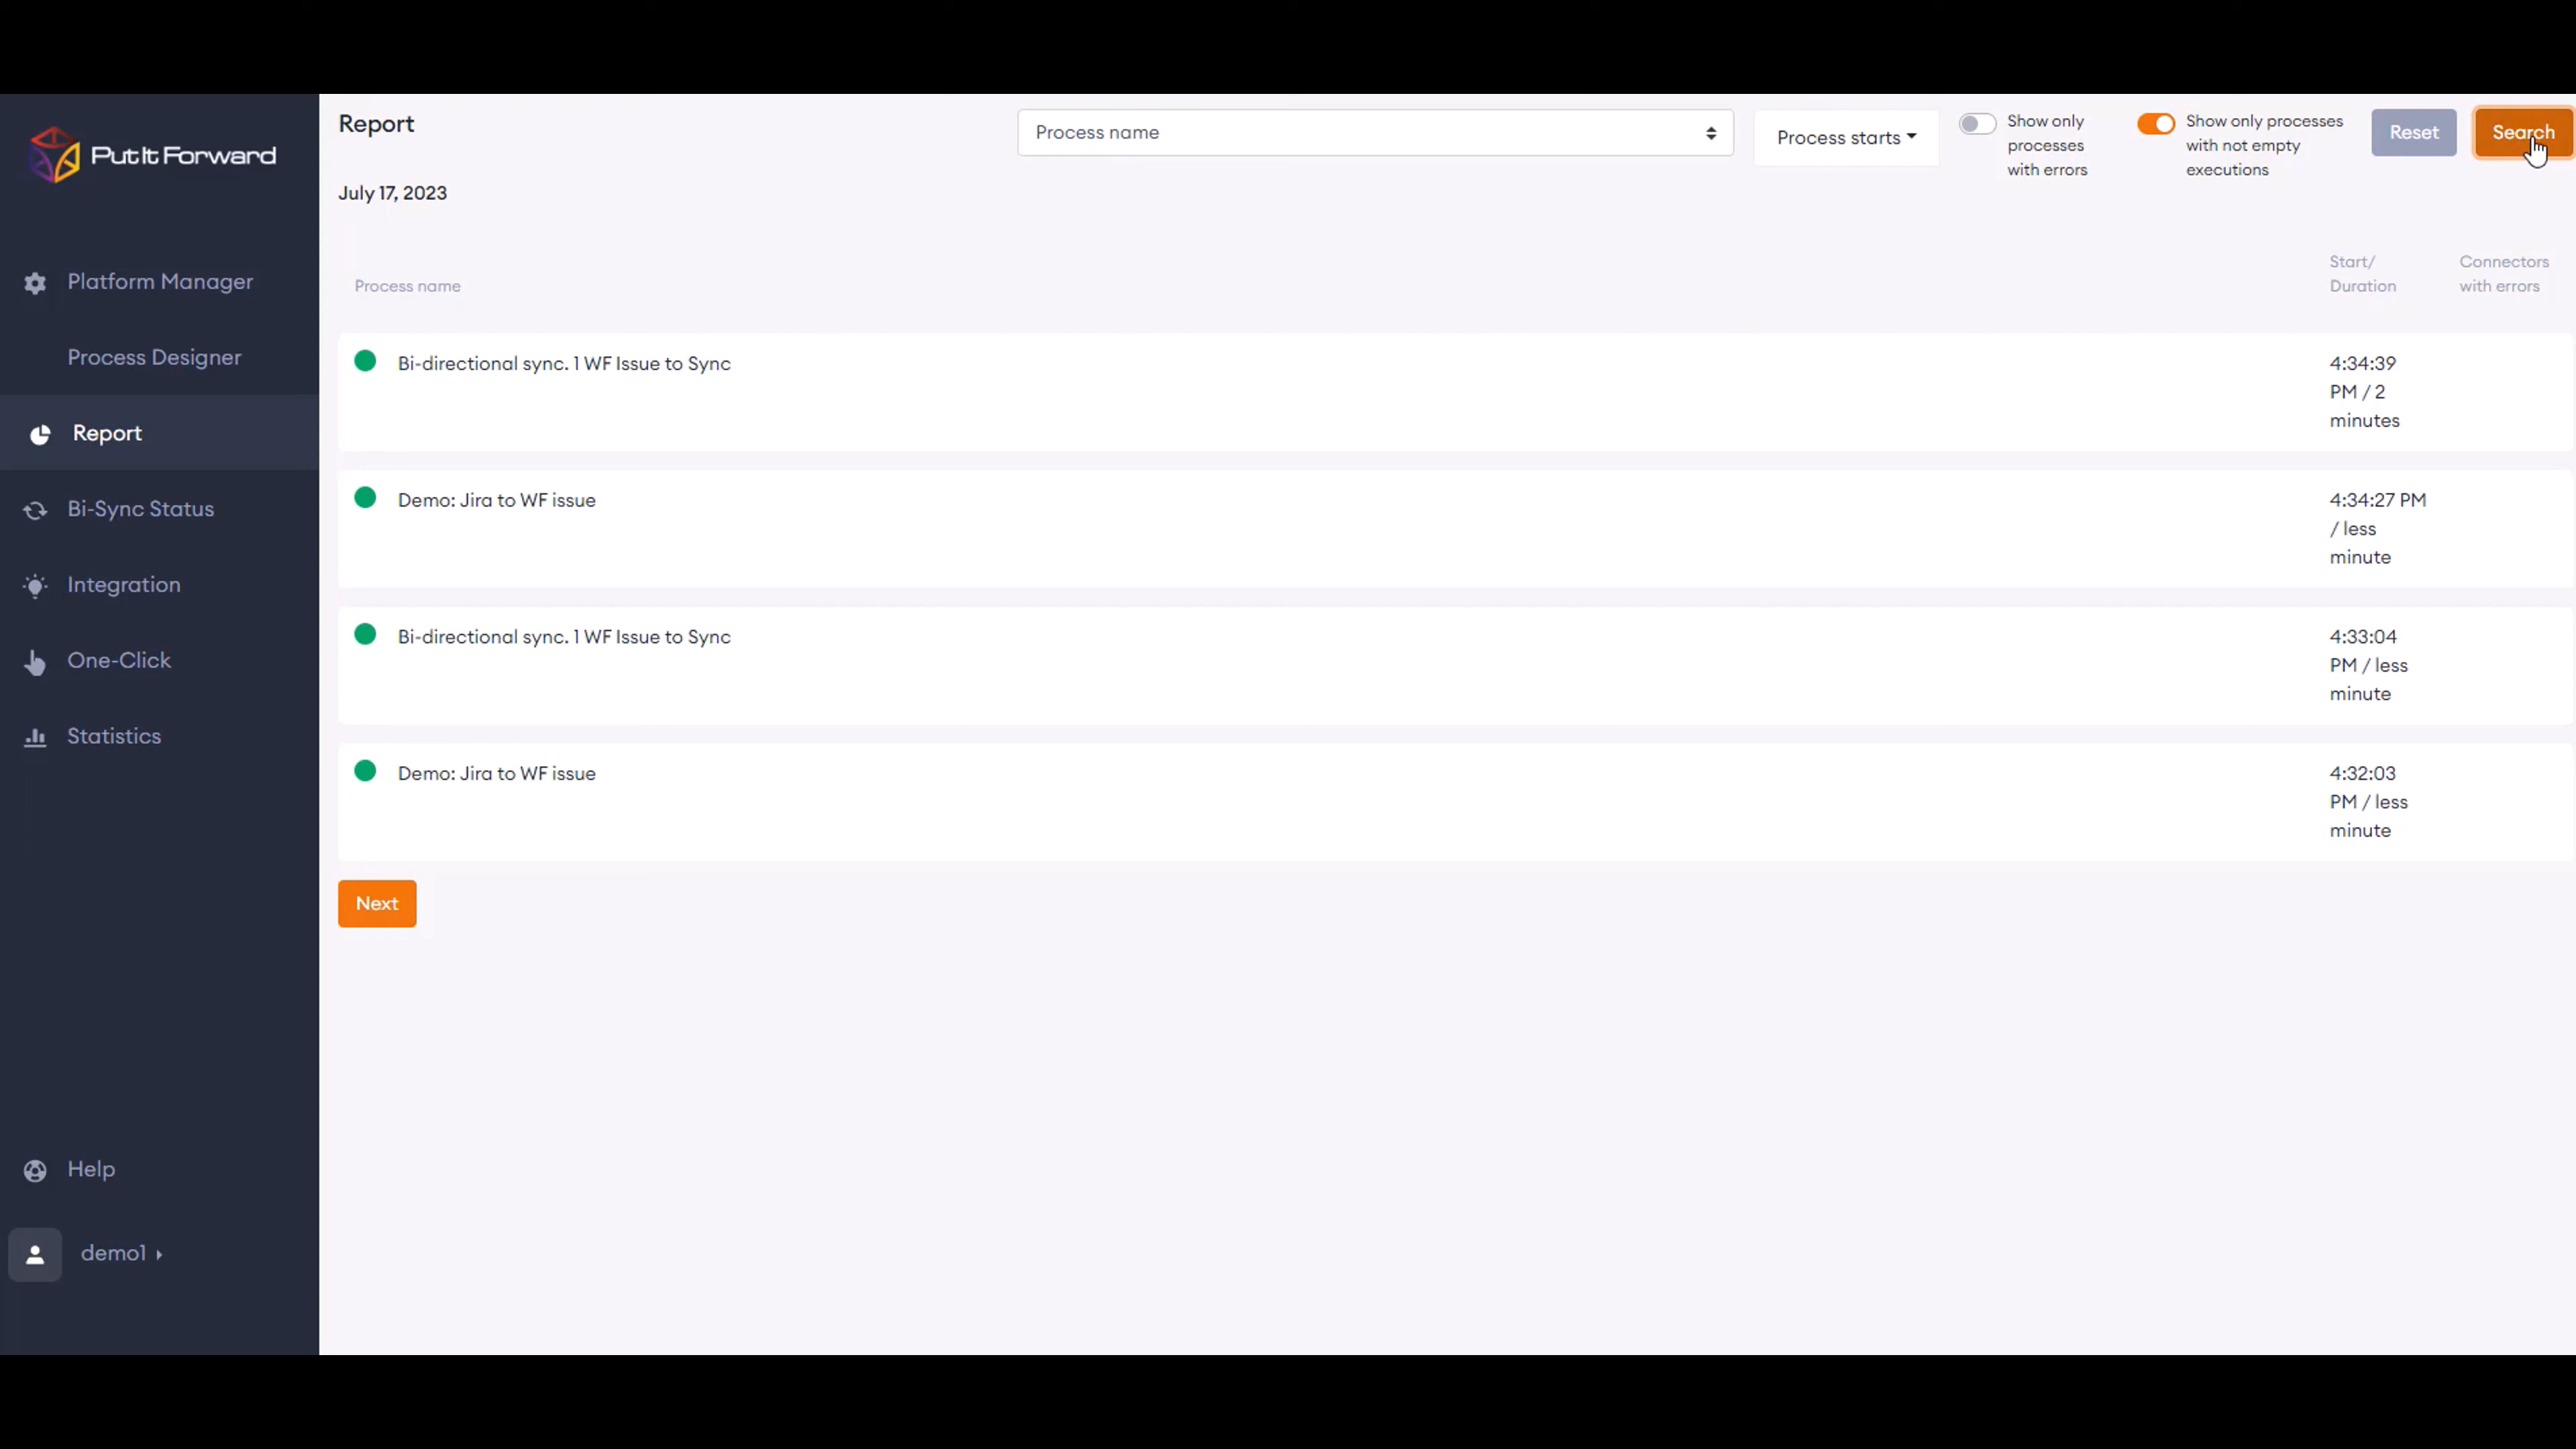 Put It Forward
Platform Manager
Process Designer
Report
Bi-Sync Status
Integration
One-Click
Statistics
Help
demo1
Report
Process name
Process starts
Show only
processes
with errors
Show only processes
with not empty
executions
Reset
Search
July 17, 2023
Process name
Start/
Duration
Connectors
with errors
Bi-directional sync. 1 WF Issue to Sync
4:34:39
PM / 2
minutes
Demo: Jira to WF issue
4:34:27 PM
/ less
minute
Bi-directional sync. 1 WF Issue to Sync
4:33:04
PM / less
minute
Demo: Jira to WF issue
4:32:03
PM / less
minute
Next